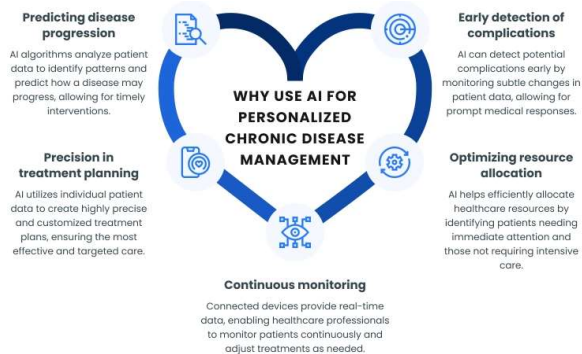 Predicting disease
progression
AI algorithms analyze patient
data to identify patterns and
predict how a disease may
progress, allowing for timely
interventions.
Early detection of
complications
AI can detect potential
complications early by
monitoring subtle changes in
patient data, allowing for
prompt medical responses.
WHY USE AI FOR
PERSONALIZED
CHRONIC DISEASE
MANAGEMENT
Precision in
treatment planning
AI utilizes individual patient
data to create highly precise
and customized treatment
plans, ensuring the most
effective and targeted care.
Optimizing resource
allocation
AI helps efficiently allocate
healthcare resources by
identifying patients needing
immediate attention and
those not requiring intensive
care.
Continuous monitoring
Connected devices provide real-time
data, enabling healthcare professionals
to monitor patients continuously and
adjust treatments as needed.